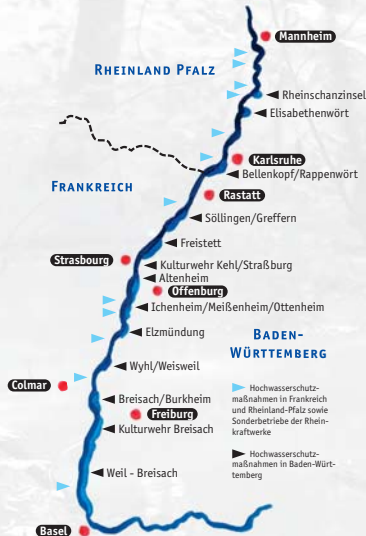 Mannheim
RHEINLAND PFALZ
Rheinschanzinsel
Elisabethenwört
Karlsruhe
Bellenkopf/Rappenwört
FRANKREICH
Rastatt
Söllingen/Greffern
Freistett
Strasbourg
Kulturwehr Kehl/Straßburg
Altenheim
Offenburg
Ichenheim/Meißenheim/Ottenheim
Elzmündung
BADEN-
WÜRTTEMBERG
Wyhl/Weisweil
Colmar
Hochwasserschutz-
maßnahmen in Frankreich
und Rheinland-Pfalz sowie
Sonderbetriebe der Rhein-
kraftwerke
Breisach/Burkheim
Freiburg
Kulturwehr Breisach
Hochwasserschutz-
maßnahmen in Baden-Würt-
temberg
Weil - Breisach
Basel